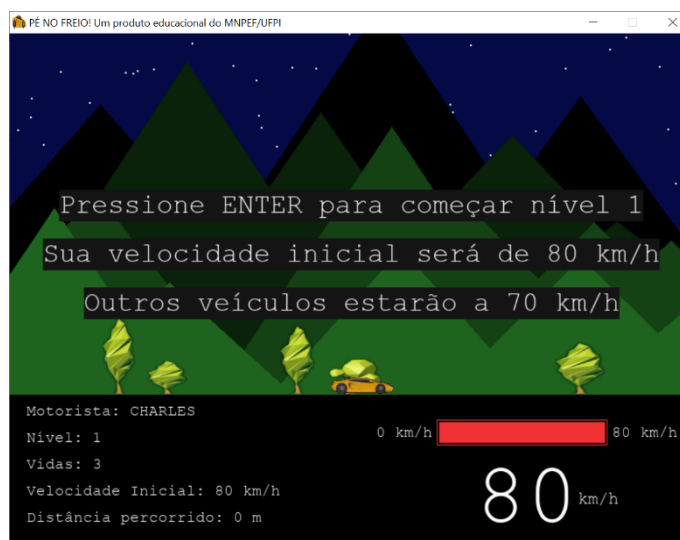 PÉ NO FREIO! Um produto educacional do MNPEF/UFPI
Pressione ENTER para começar nível 1
Sua velocidade inicial será de 80 km/h
Outros veículos estarão a 70 km/h
Motorista: CHARLES
Nível: 1
Vidas: 3
Velocidade Inicial: 80 km/h
Distância percorrido: 0 m
0 km/h 80 km/h
80 km/h